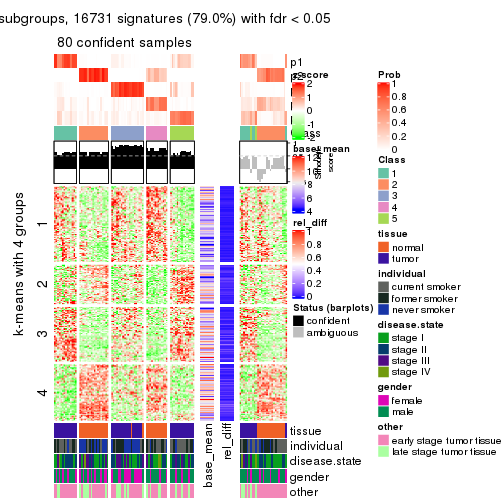 subgroups, 16731 signatures (79.0%) with fdr < 0.05
80 confident samples
p1
p2
z-score
2
1
0
-1
-2
Class
base_mean
8
6
4
rel_diff
1
0.8
0.6
0.4
0.2
0
Status (barplots)
confident
ambiguous
k-means with 4 groups
1
2
3
4
base_mean
rel_diff
tissue
individual
disease.state
gender
other
Prob
1
0.8
0.6
0.4
0.2
0
Class
1
2
3
4
5
tissue
normal
tumor
individual
current smoker
former smoker
never smoker
disease.state
stage I
stage II
stage III
stage IV
gender
female
male
other
early stage tumor tissue
late stage tumor tissue